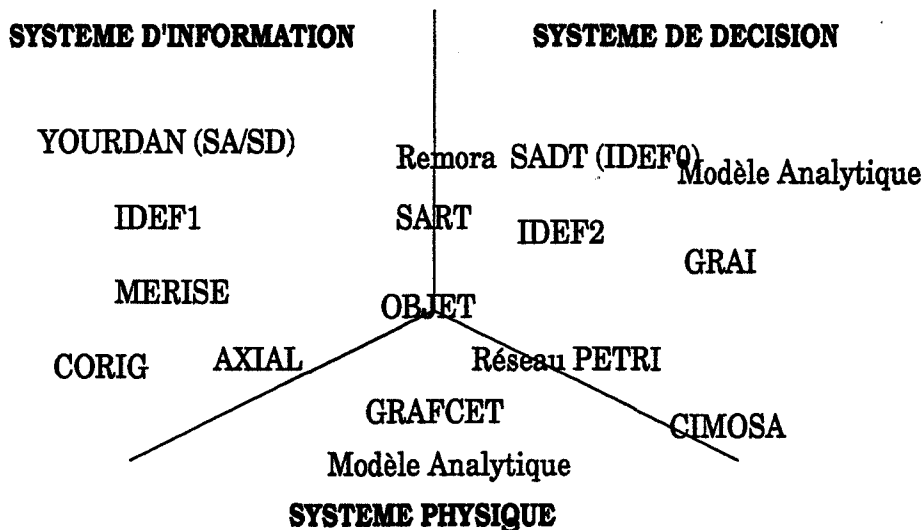 SYSTEME D'INFORMATION
SYSTEME DE DECISION
YOURDAN (SA/SD)
Remora
SADT (IDEF0)
Modèle Analytique
IDEF1
SART
IDEF2
GRAI
MERISE
OBJET
CORIG
AXIAL
Réseau PETRI
GRAFCET
CIMOSA
Modèle Analytique
SYSTEME PHYSIQUE